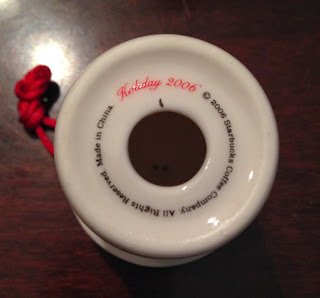 Holiday 2006
© 2006 Starbucks Coffee Company. All Rights Reserved. Made in China